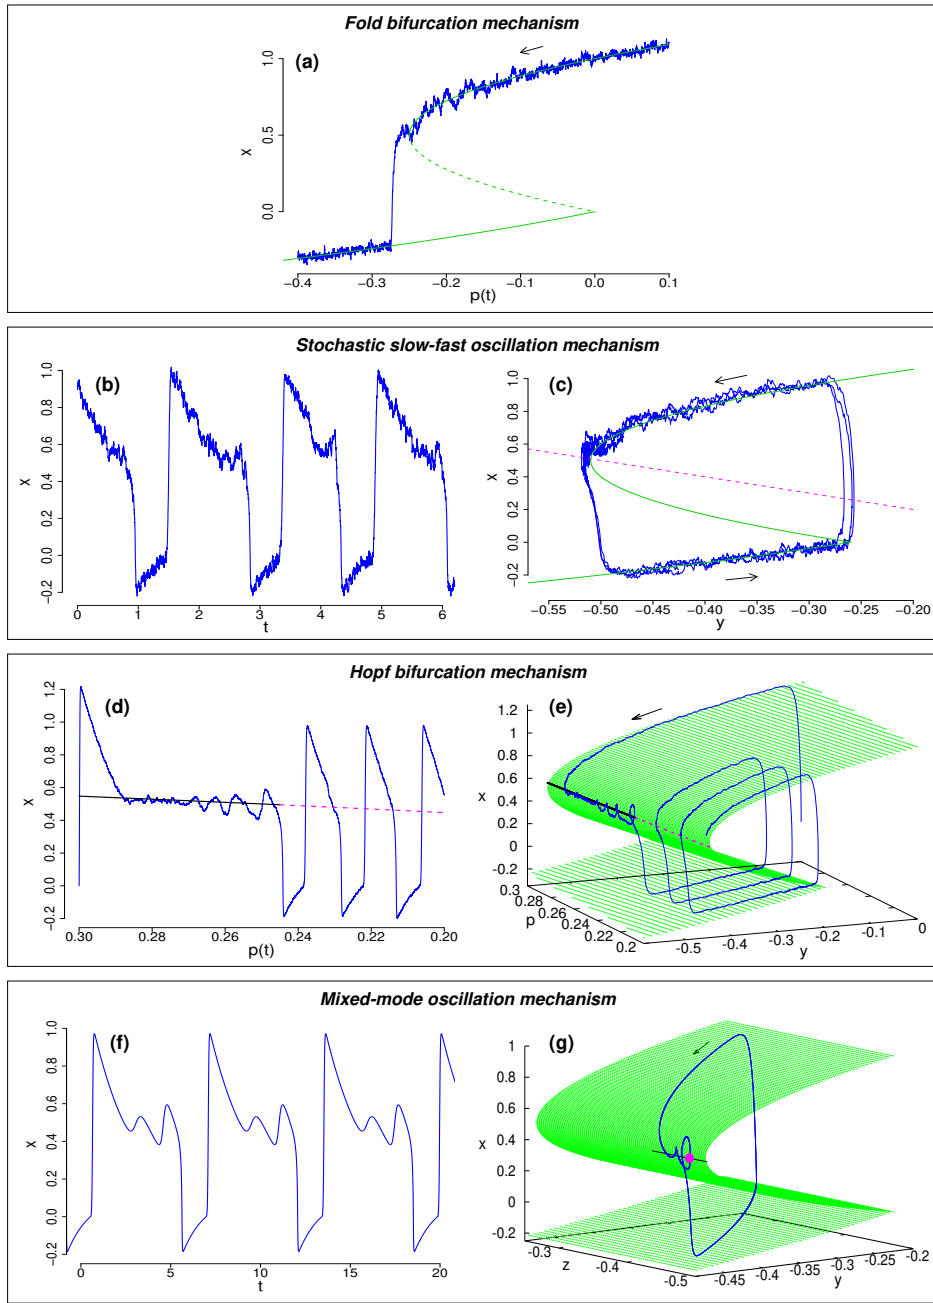 Fold bifurcation mechanism
(a)
x
1.0
0.5
0.0
−0.4 −0.3 −0.2 −0.1 0.0 0.1
p(t)
Stochastic slow-fast oscillation mechanism
(b)
x
1.0
0.8
0.6
0.4
0.2
0.0
−0.2
0 1 2 3 4 5 6
t
(c)
x
1.0
0.8
0.6
0.4
0.2
0.0
−0.2
−0.55 −0.50 −0.45 −0.40 −0.35 −0.30 −0.25 −0.20
y
Hopf bifurcation mechanism
(d)
x
1.2
1.0
0.8
0.6
0.4
0.2
0.0
−0.2
0.30 0.28 0.26 0.24 0.22 0.20
p(t)
(e)
x
1.2
1
0.8
0.6
0.4
0.2
0
-0.2
0.3
0.28
0.26
0.24
0.22
0.2
p
-0.5 -0.4 -0.3 -0.2 -0.1 0
y
Mixed-mode oscillation mechanism
(f)
x
1.0
0.8
0.6
0.4
0.2
0.0
−0.2
0 5 10 15 20
t
(g)
x
1
0.8
0.6
0.4
0.2
0
-0.2
-0.3
-0.4
-0.5
z
-0.45 -0.4 -0.35 -0.3 -0.25 -0.2
y